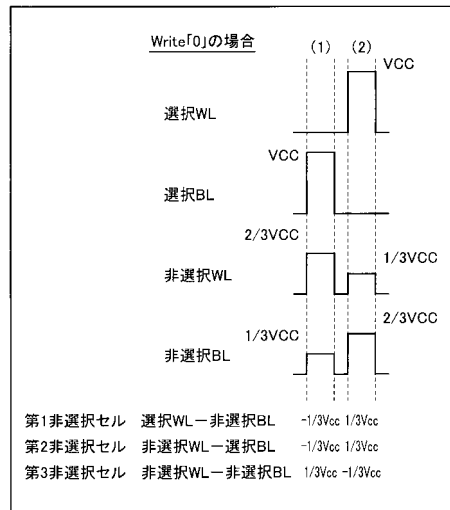 Write「0」の場合
(1) (2)
VCC
選択WL
VCC
選択BL
2/3VCC
1/3VCC
非選択WL
2/3VCC
1/3VCC
非選択BL
第1非選択セル 選択WLー非選択BL -1/3Vcc 1/3Vcc
第2非選択セル 非選択WLー選択BL -1/3Vcc 1/3Vcc
第3非選択セル 非選択WLー非選択BL 1/3Vcc -1/3Vcc